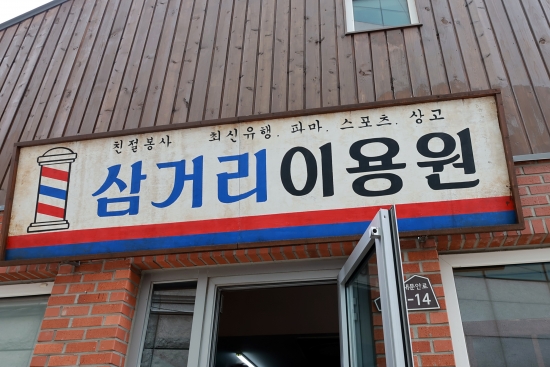 친절봉사 최신유행. 파마. 스포츠. 상고
삼거리이용원
-14